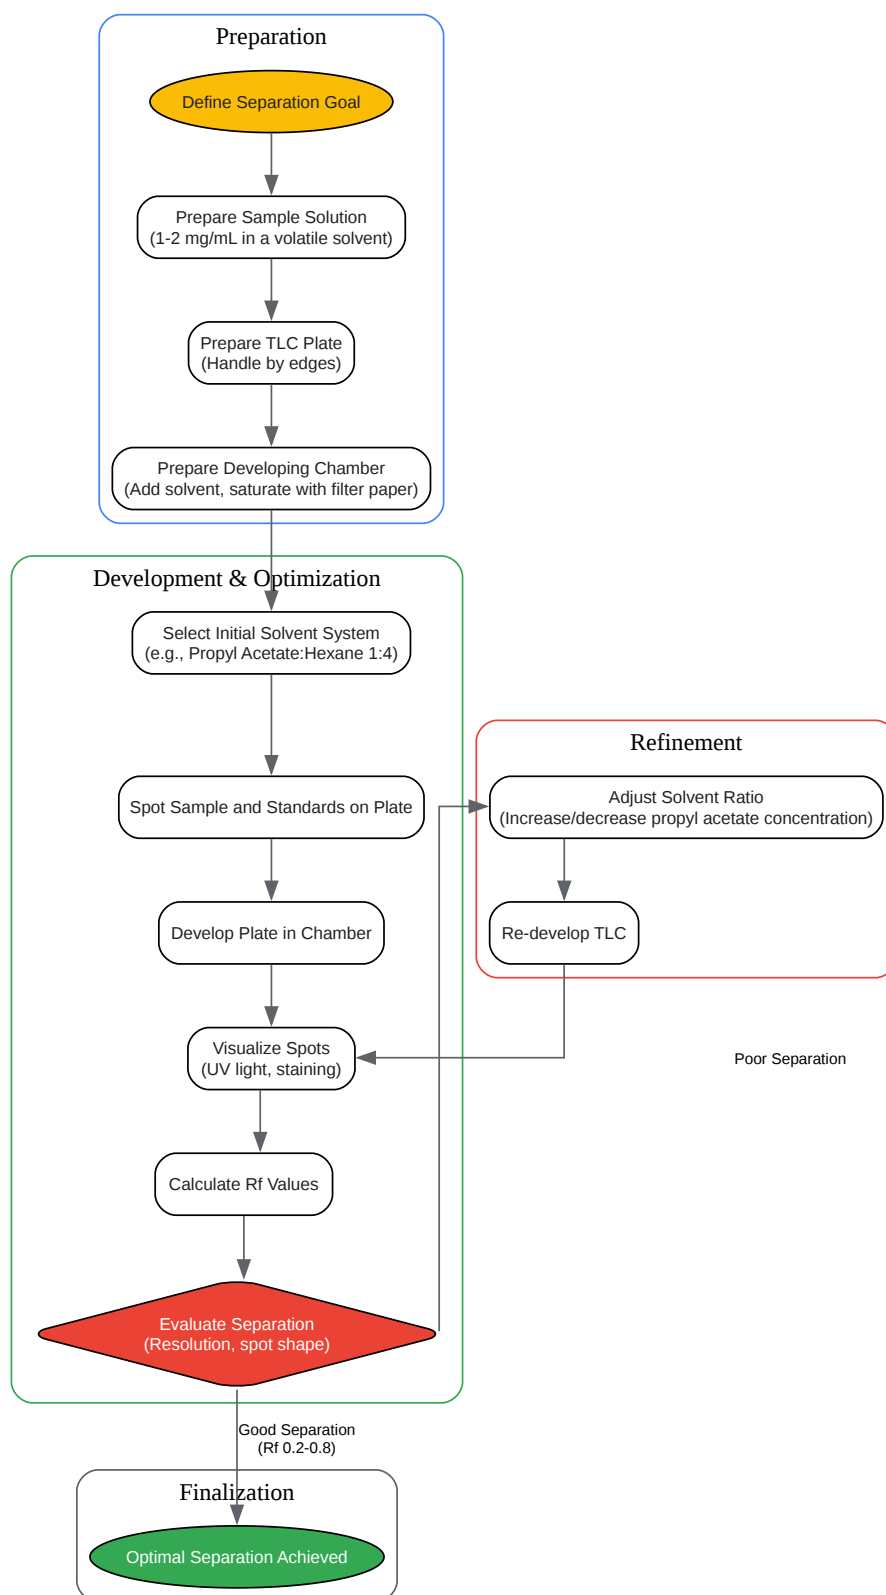 Preparation
Define Separation Goal
Prepare Sample Solution
(1-2 mg/mL in a volatile solvent)
Prepare TLC Plate
(Handle by edges)
Prepare Developing Chamber
(Add solvent, saturate with filter paper)
Development & Optimization
Select Initial Solvent System
(e.g., Propyl Acetate:Hexane 1:4)
Spot Sample and Standards on Plate
Develop Plate in Chamber
Visualize Spots
(UV light, staining)
Calculate Rf Values
Evaluate Separation
(Resolution, spot shape)
Refinement
Adjust Solvent Ratio
(Increase/decrease propyl acetate concentration)
Re-develop TLC
Poor Separation
Good Separation
(Rf 0.2-0.8)
Finalization
Optimal Separation Achieved